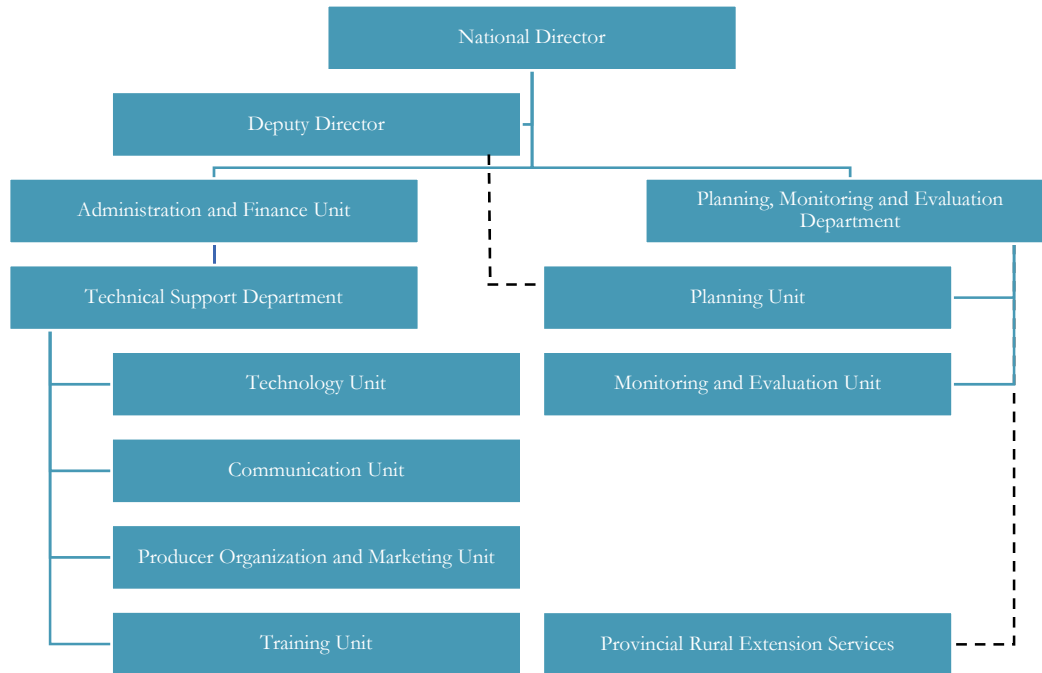 National Director
Deputy Director
Administration and Finance Unit
Planning, Monitoring and Evaluation
Department
Technical Support Department
Planning Unit
Technology Unit
Monitoring and Evaluation Unit
Communication Unit
Producer Organization and Marketing Unit
Training Unit
Provincial Rural Extension Services